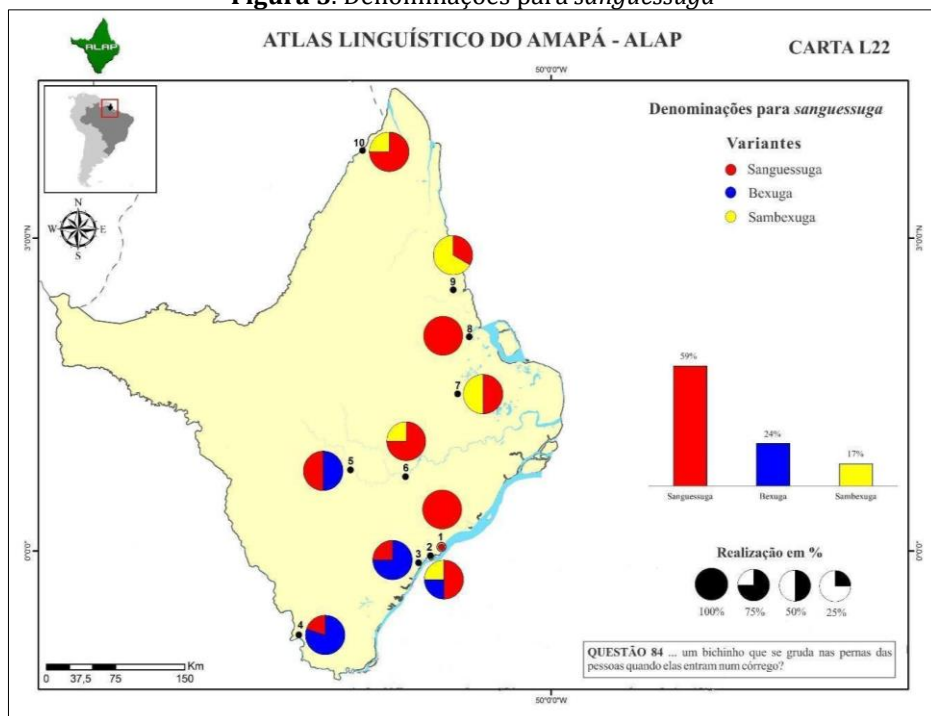 Figura 3: Denominações para sanguessuga
ALAP
ATLAS LINGUÍSTICO DO AMAPÁ - ALAP
CARTA L22
50°0'0"W
Denominações para sanguessuga
Variantes
Sanguessuga
Bexuga
Sambexuga
N
W
E
S
3°0'0"N
3°0'0"N
10
9
8
7
6
5
1
2
3
4
59%
24%
17%
Sanguessuga
Bexuga
Sambexuga
0°0'0"
0°0'0"
Realização em %
100%
75%
50%
25%
Km
0
37,5
75
150
QUESTÃO 84 ... um bichinho que se gruda nas pernas das
pessoas quando elas entram num córrego?
50°0'0"W